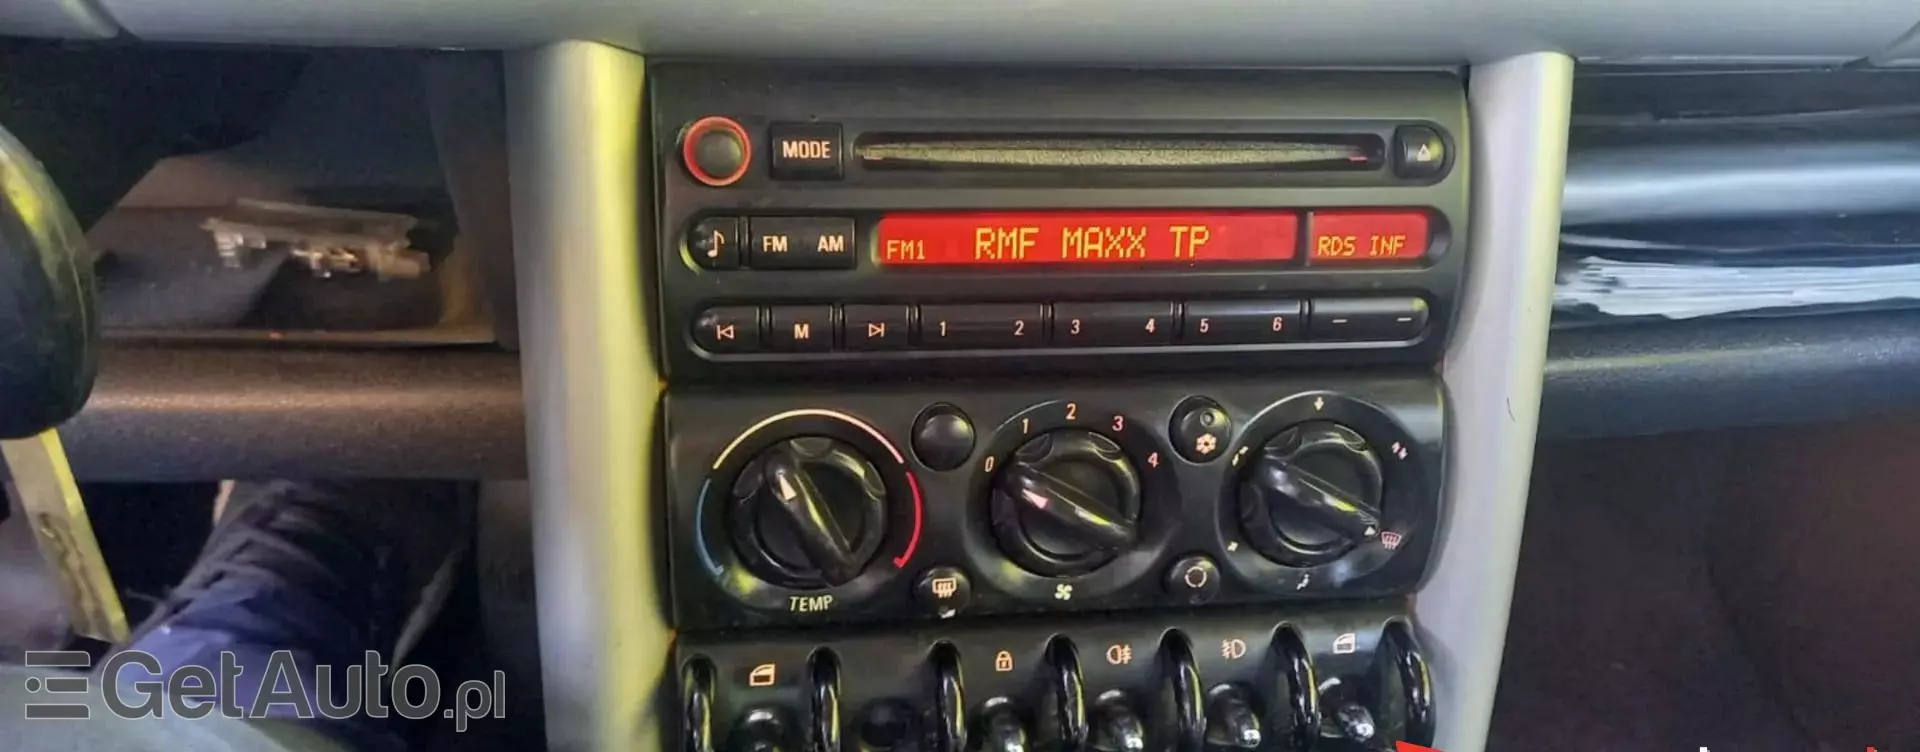 MODE
FM AM
FM1 RMF MAXX TP RDS INF
M 1 2 3 4 5 6
0 1 2 3 4
TEMP
GetAuto.pl